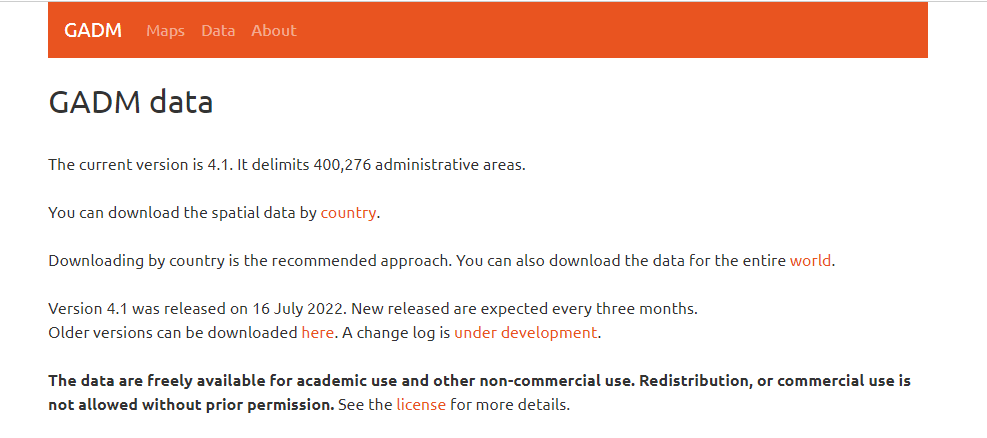 GADM Maps Data About
GADM data
The current version is 4.1. It delimits 400,276 administrative areas.
You can download the spatial data by country.
Downloading by country is the recommended approach. You can also download the data for the entire world.
Version 4.1 was released on 16 July 2022. New released are expected every three months.
Older versions can be downloaded here. A change log is under development.
The data are freely available for academic use and other non-commercial use. Redistribution, or commercial use is
not allowed without prior permission. See the license for more details.